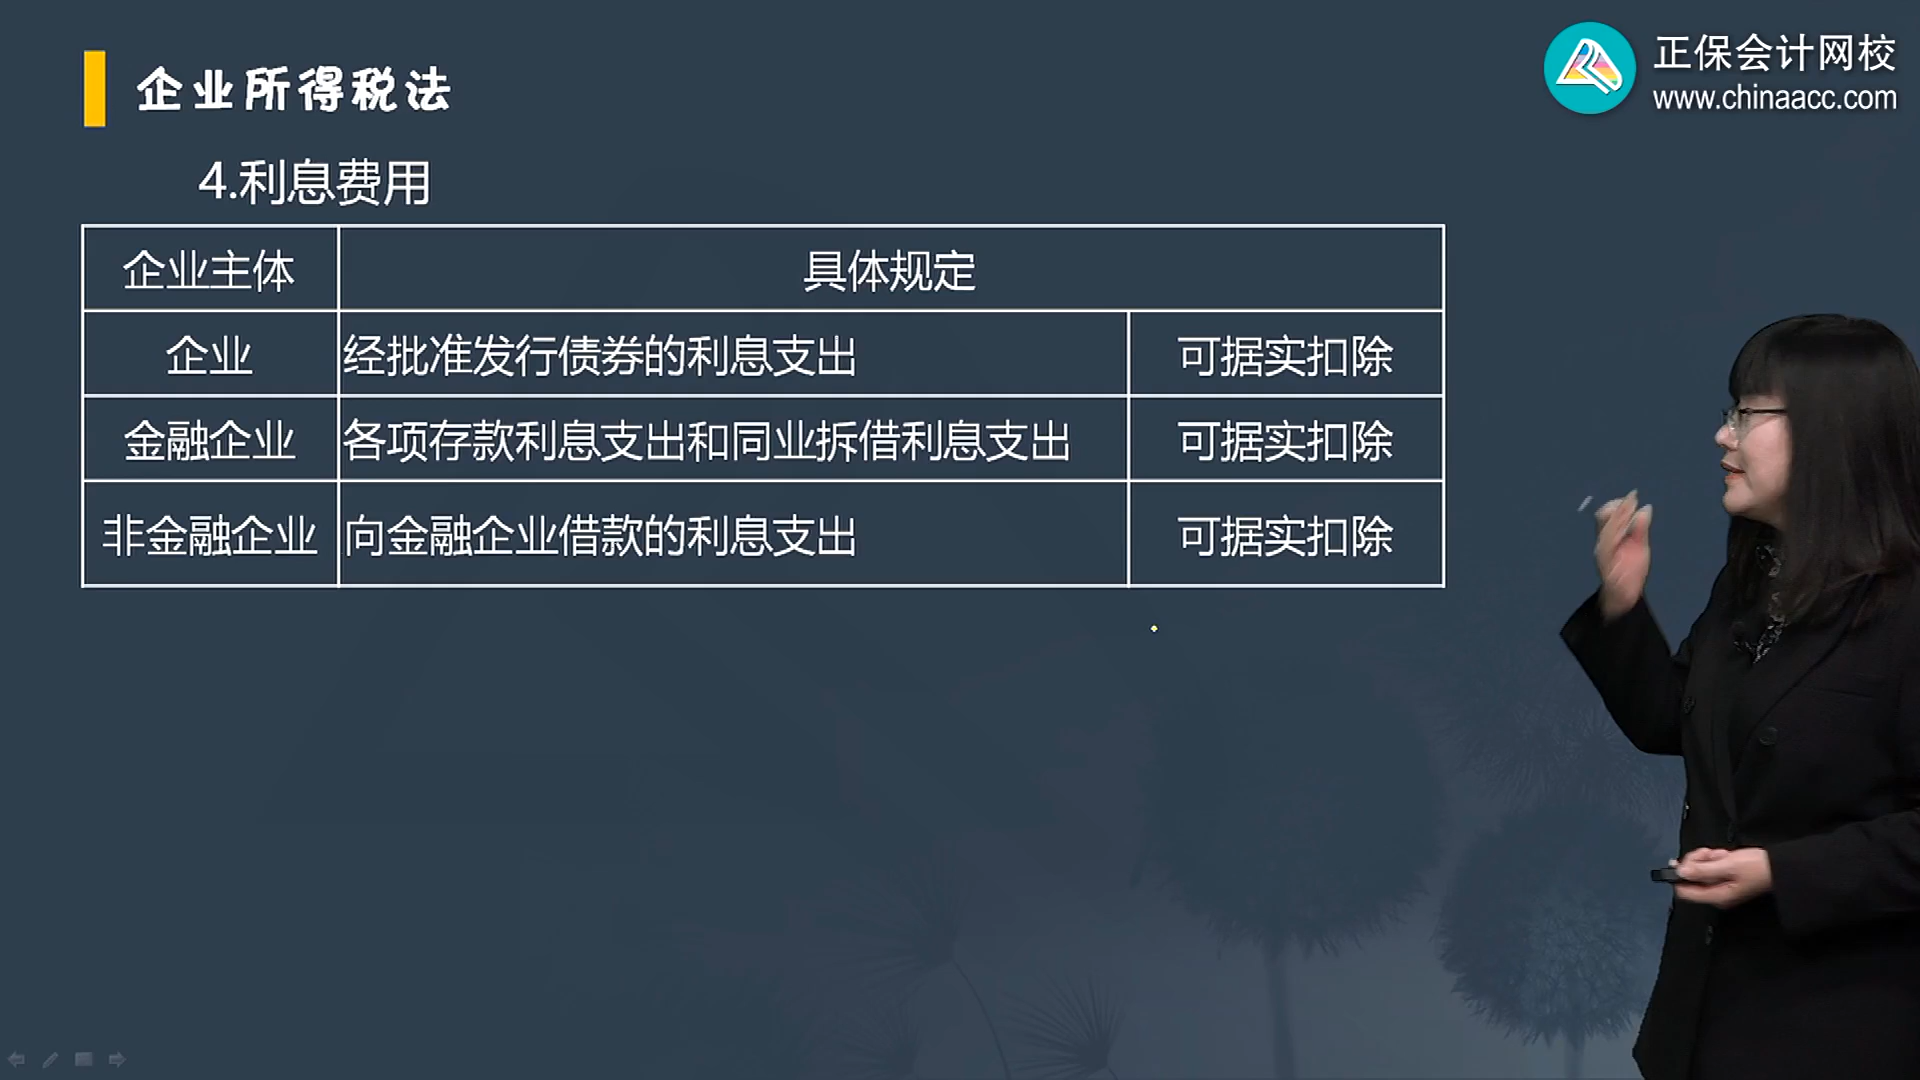 正保会计网校
www.chinaacc.com
企业所得税法
4.利息费用
企业主体 具体规定
企业 经批准发行债券的利息支出 可据实扣除
金融企业 各项存款利息支出和同业拆借利息支出 可据实扣除
非金融企业 向金融企业借款的利息支出 可据实扣除